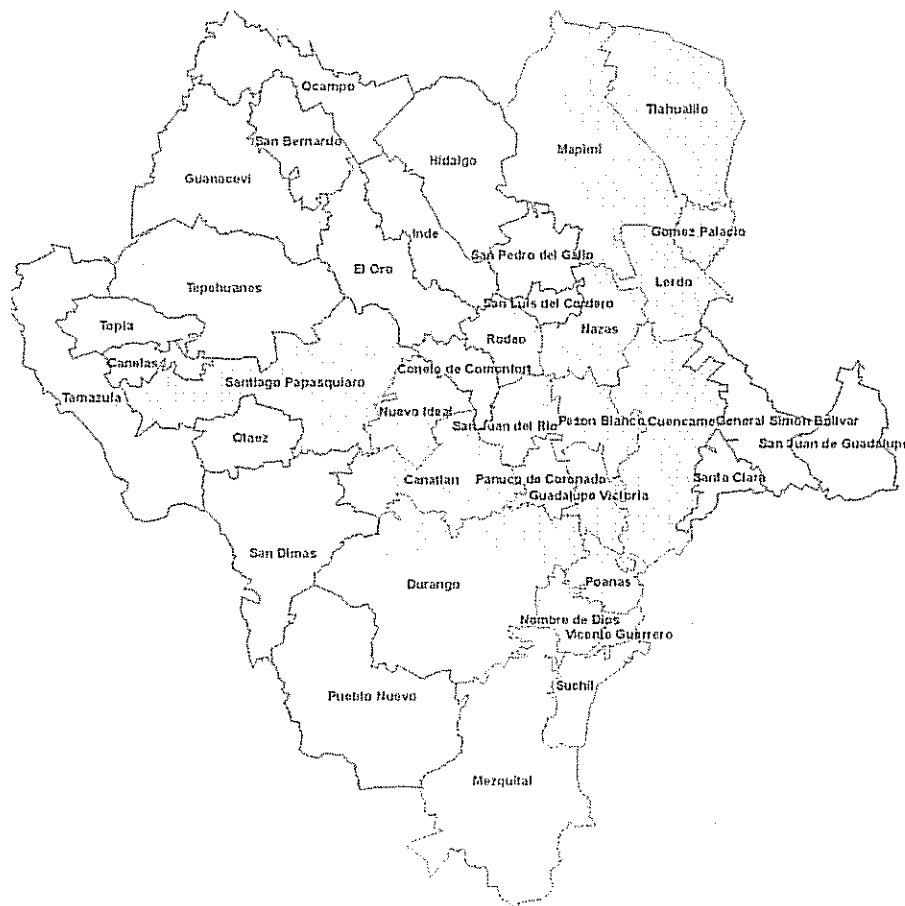 Ocampo
Tlahualilo
San Bernardo
Mapimi
Hidalgo
Guanacevi
Gomez Palacio
Inde
San Pedro del Gallo
El Oro
Lerdo
Tepehuanes
San Luis del Cordero
Topia
Nazas
Rodeo
Canelas
Coneto de Comonfort
Santiago Papasquiaro
Tamazula
Nuevo Ideal
San Juan del Rio
Peñon Blanco
Cuencame
General Simón Bolívar
Otaez
San Juan de Guadalupe
Canatlan
Panuco de Coronado
Santa Clara
Guadalupe Victoria
San Dimas
Durango
Poanas
Nombre de Dios
Vicente Guerrero
Suchil
Pueblo Nuevo
Mezquital